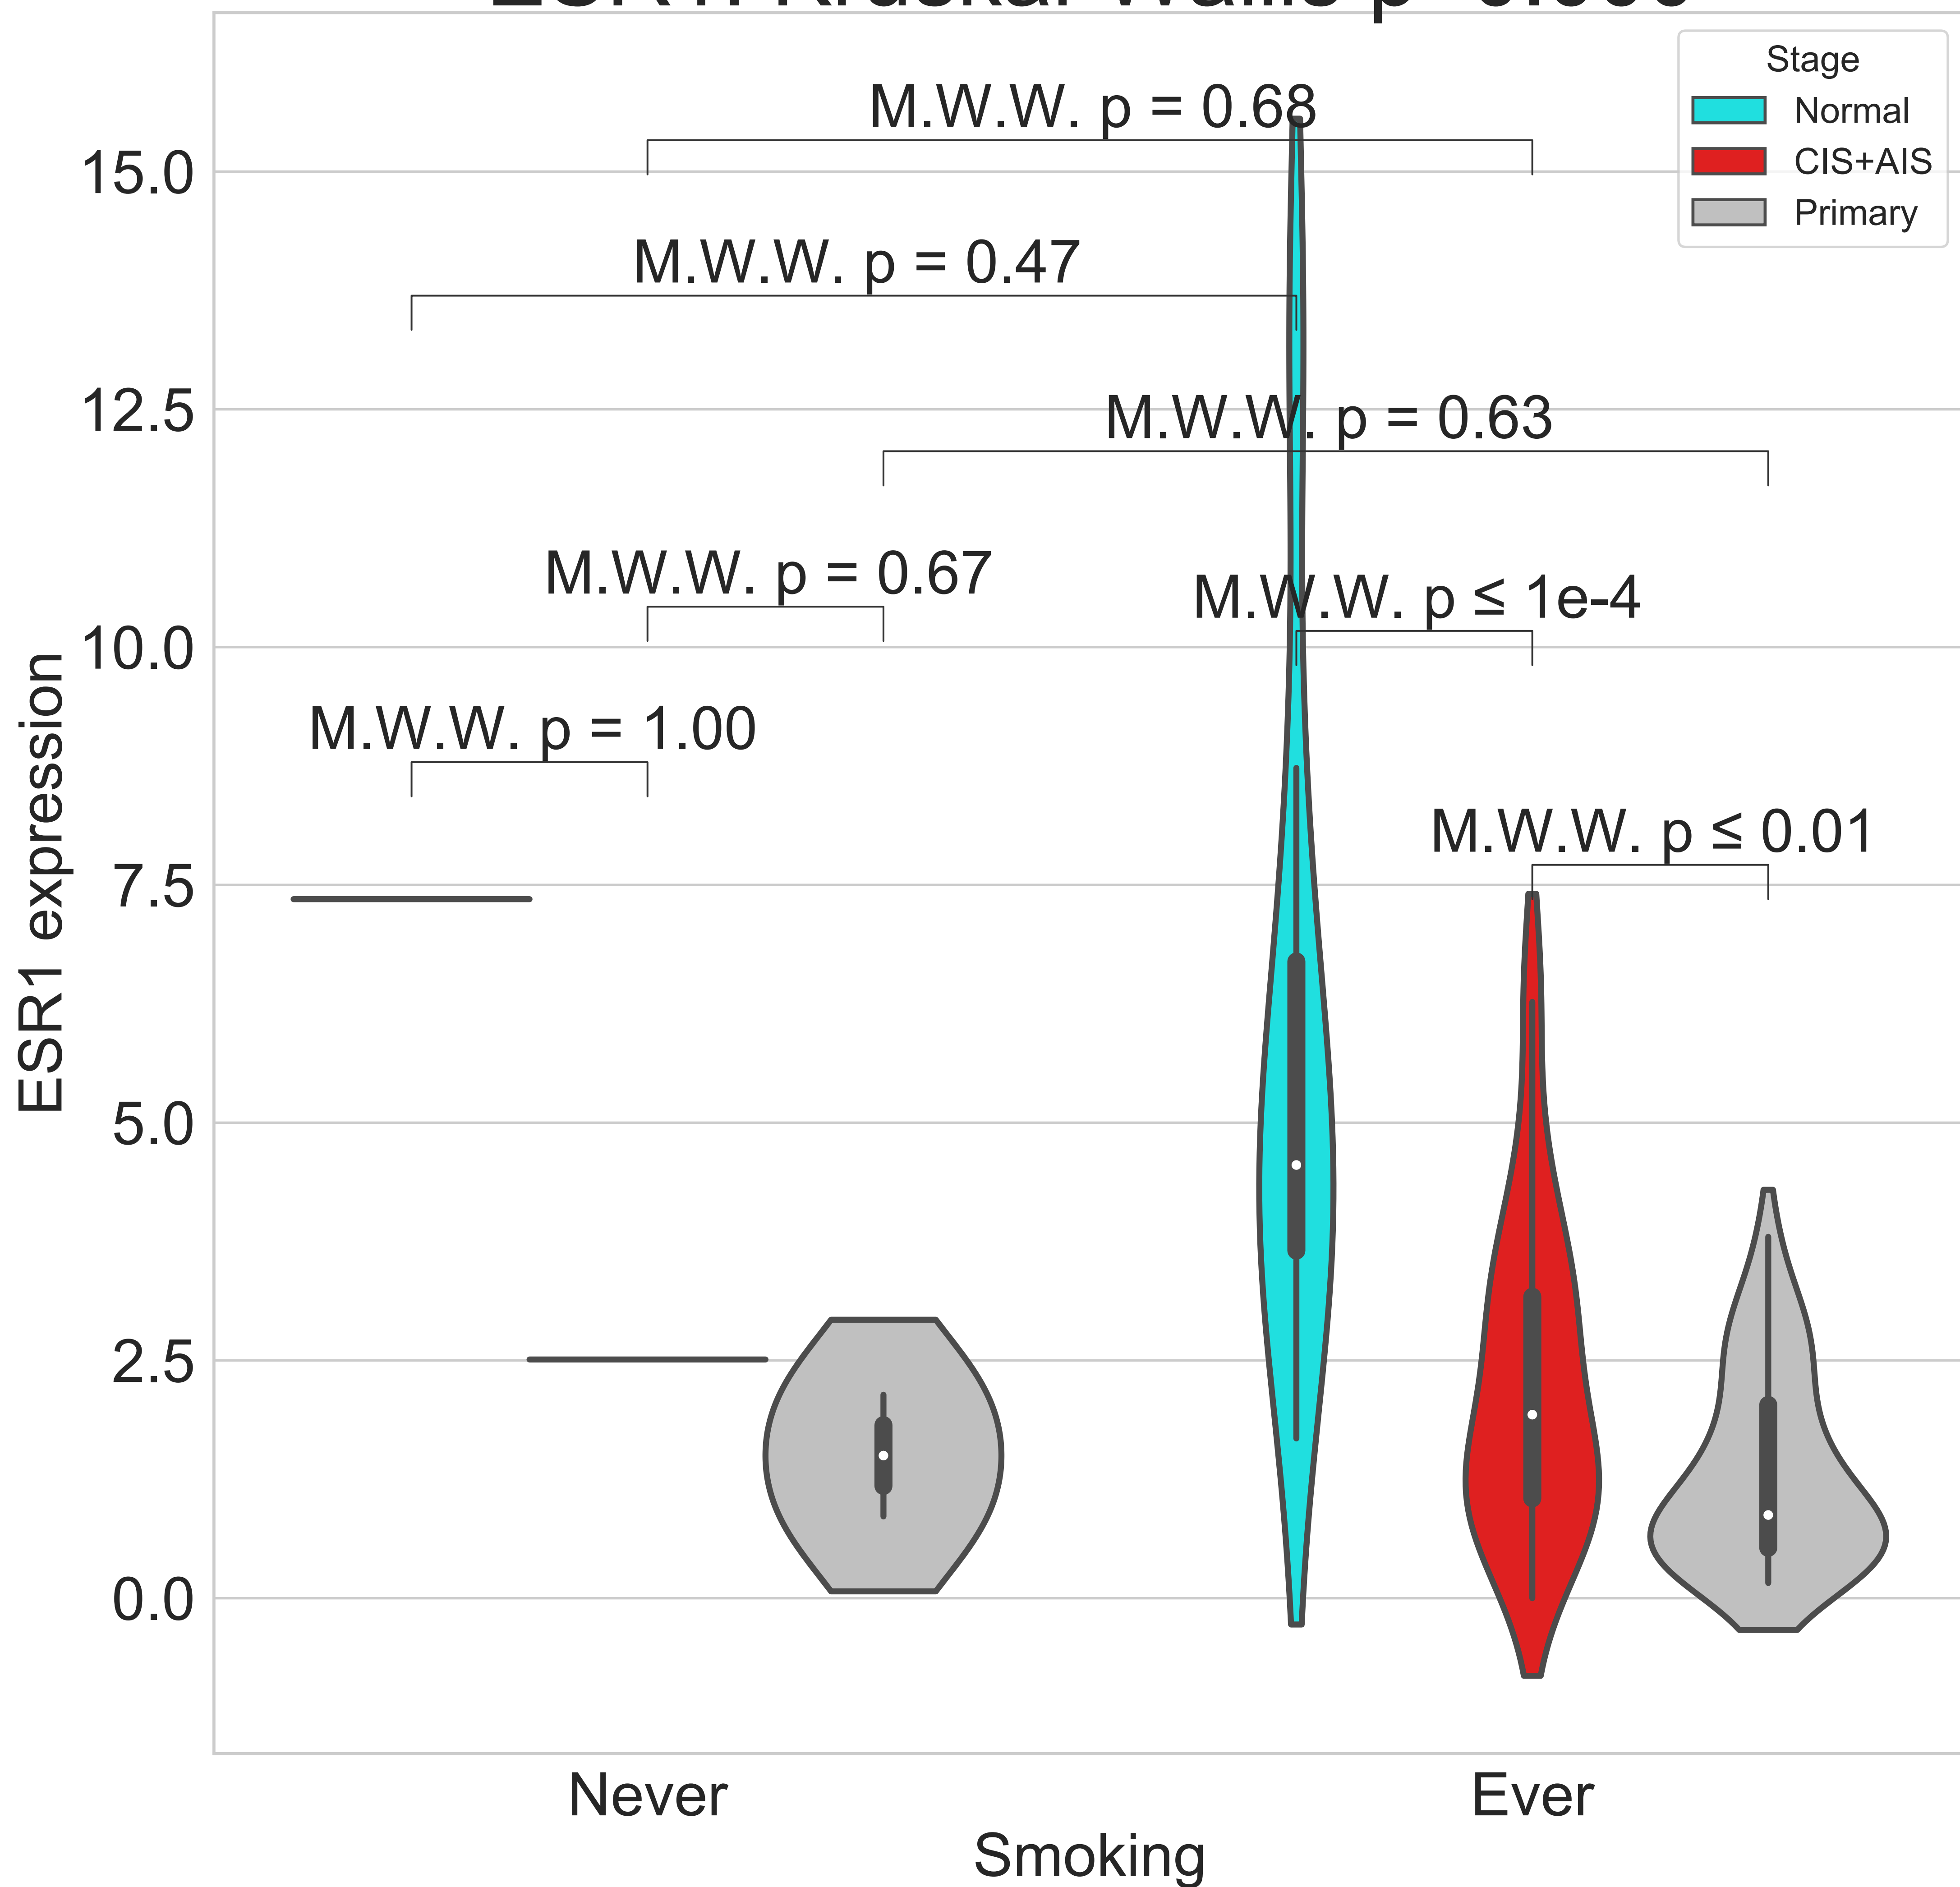 Stage
Normal
CIS+AIS
Primary
M.W.W. p = 0.68
M.W.W. p = 0.47
M.W.W. p = 0.63
M.W.W. p = 0.67
M.W.W. p ≤ 1e-4
M.W.W. p = 1.00
M.W.W. p ≤ 0.01
15.0
12.5
10.0
7.5
5.0
2.5
0.0
ESR1 expression
Never
Ever
Smoking